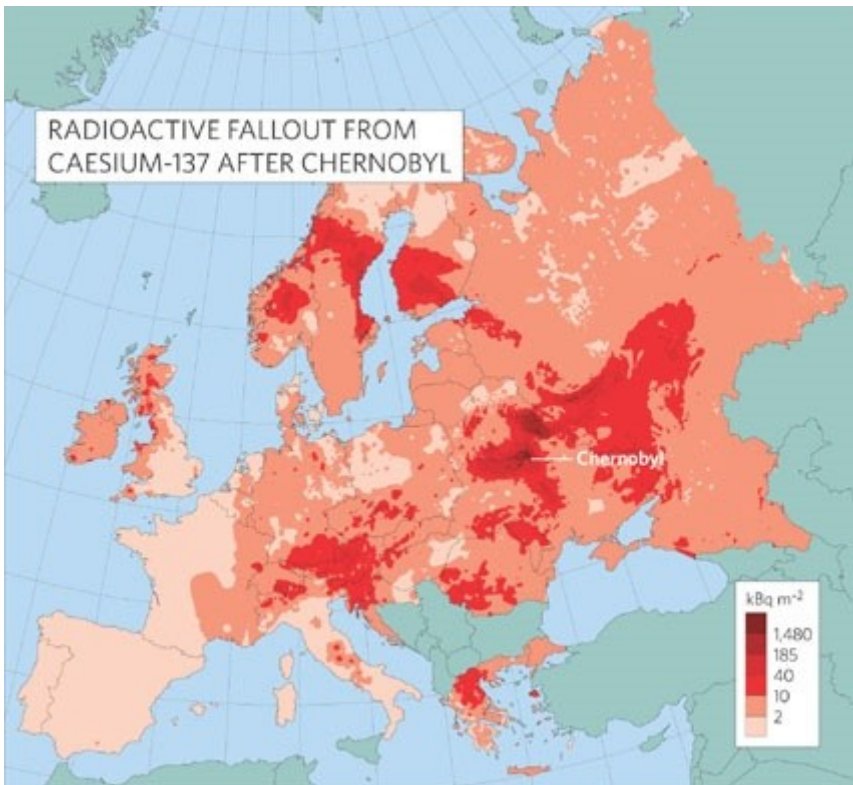 RADIOACTIVE FALLOUT FROM
CAESIUM-137 AFTER CHERNOBYL
Chernobyl
kBq m⁻²
1,480
185
40
10
2